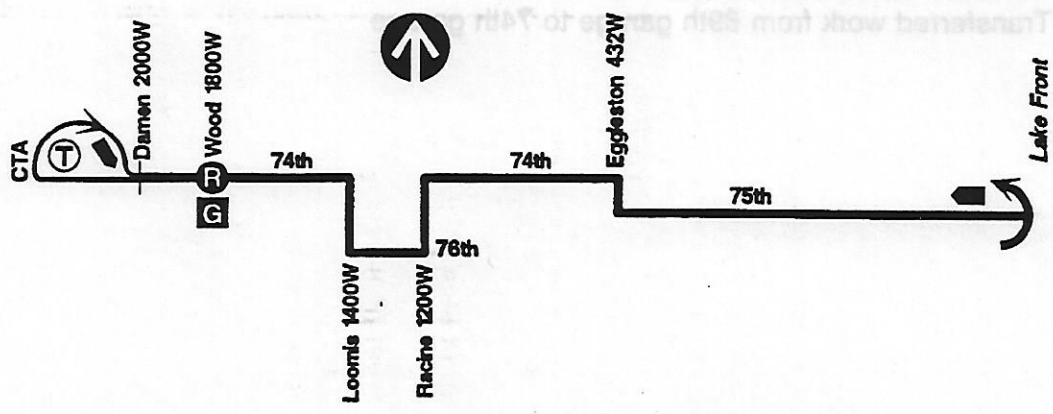 Transferred work from 89th garage to 74th garage
CTA
T
Damen 2000W
Wood 1800W
R
G
74th
Loomis 1400W
76th
Racine 1200W
74th
Eggleston 432W
75th
Lake Front